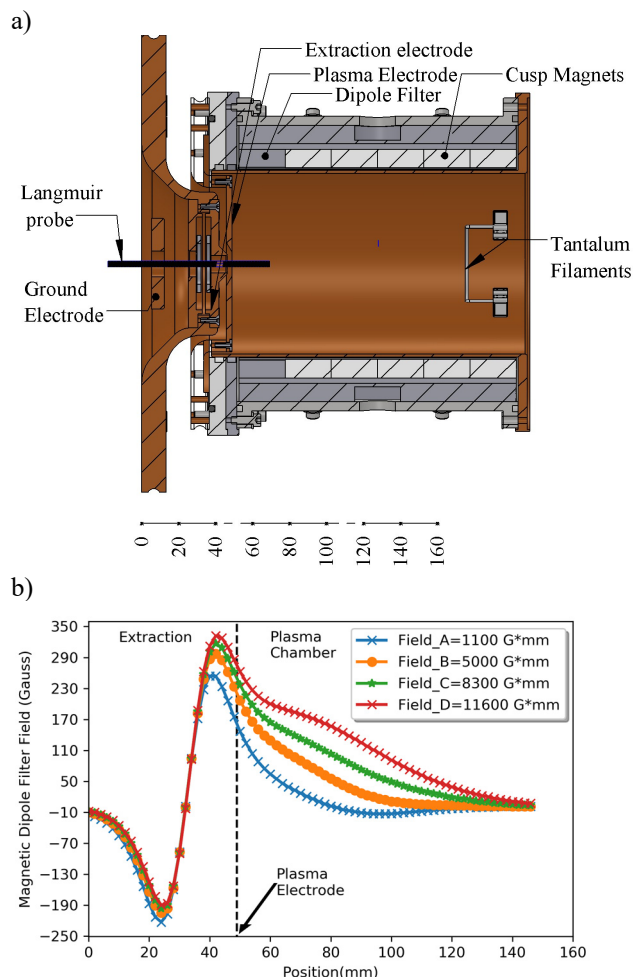 a)
Extraction electrode
Plasma Electrode
Cusp Magnets
Dipole Filter
Langmuir
probe
Tantalum
Filaments
Ground
Electrode
0
20
40
60
80
100
120
140
160
b)
350
290
230
170
110
50
-10
-70
-130
-190
-250
Magnetic Dipole Filter Field (Gauss)
Extraction
Plasma
Chamber
Field_A=1100 G*mm
Field_B=5000 G*mm
Field_C=8300 G*mm
Field_D=11600 G*mm
Plasma
Electrode
0 20 40 60 80 100 120 140 160
Position(mm)